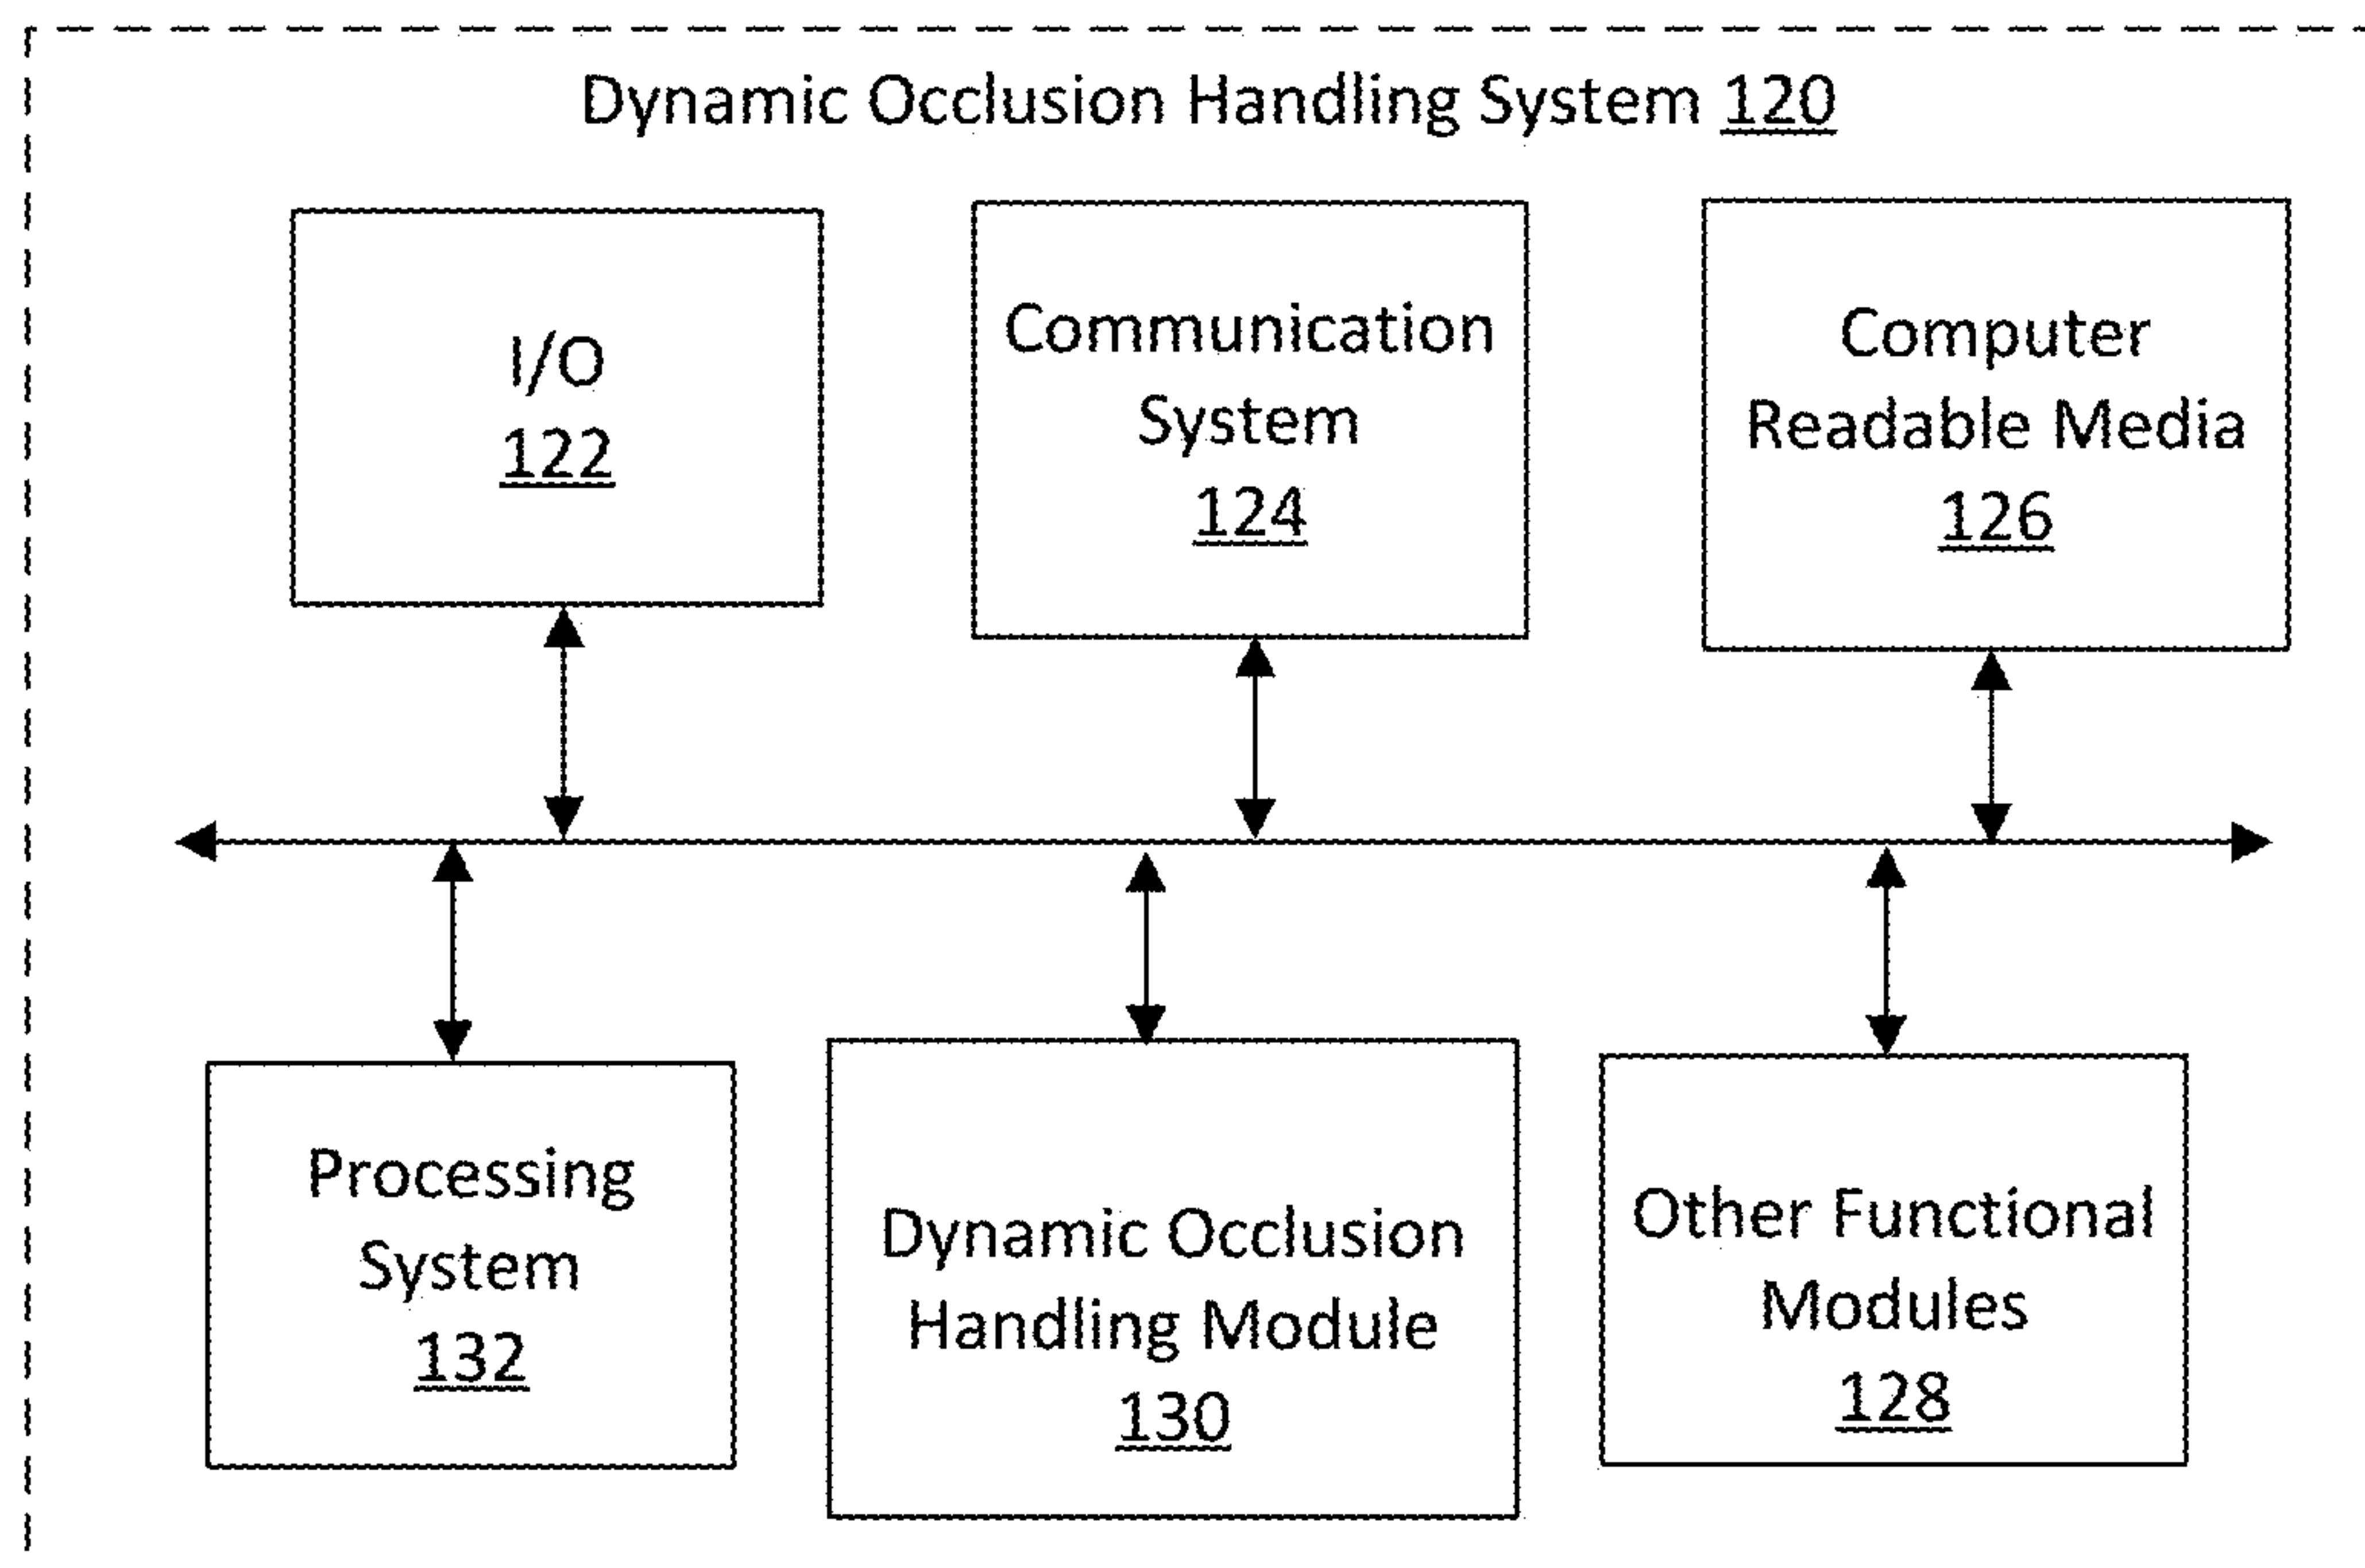 Dynamic Occlusion Handling System 120
I/O
122
Communication
System
124
Computer
Readable Media
126
Processing
System
132
Dynamic Occlusion
Handling Module
130
Other Functional
Modules
128